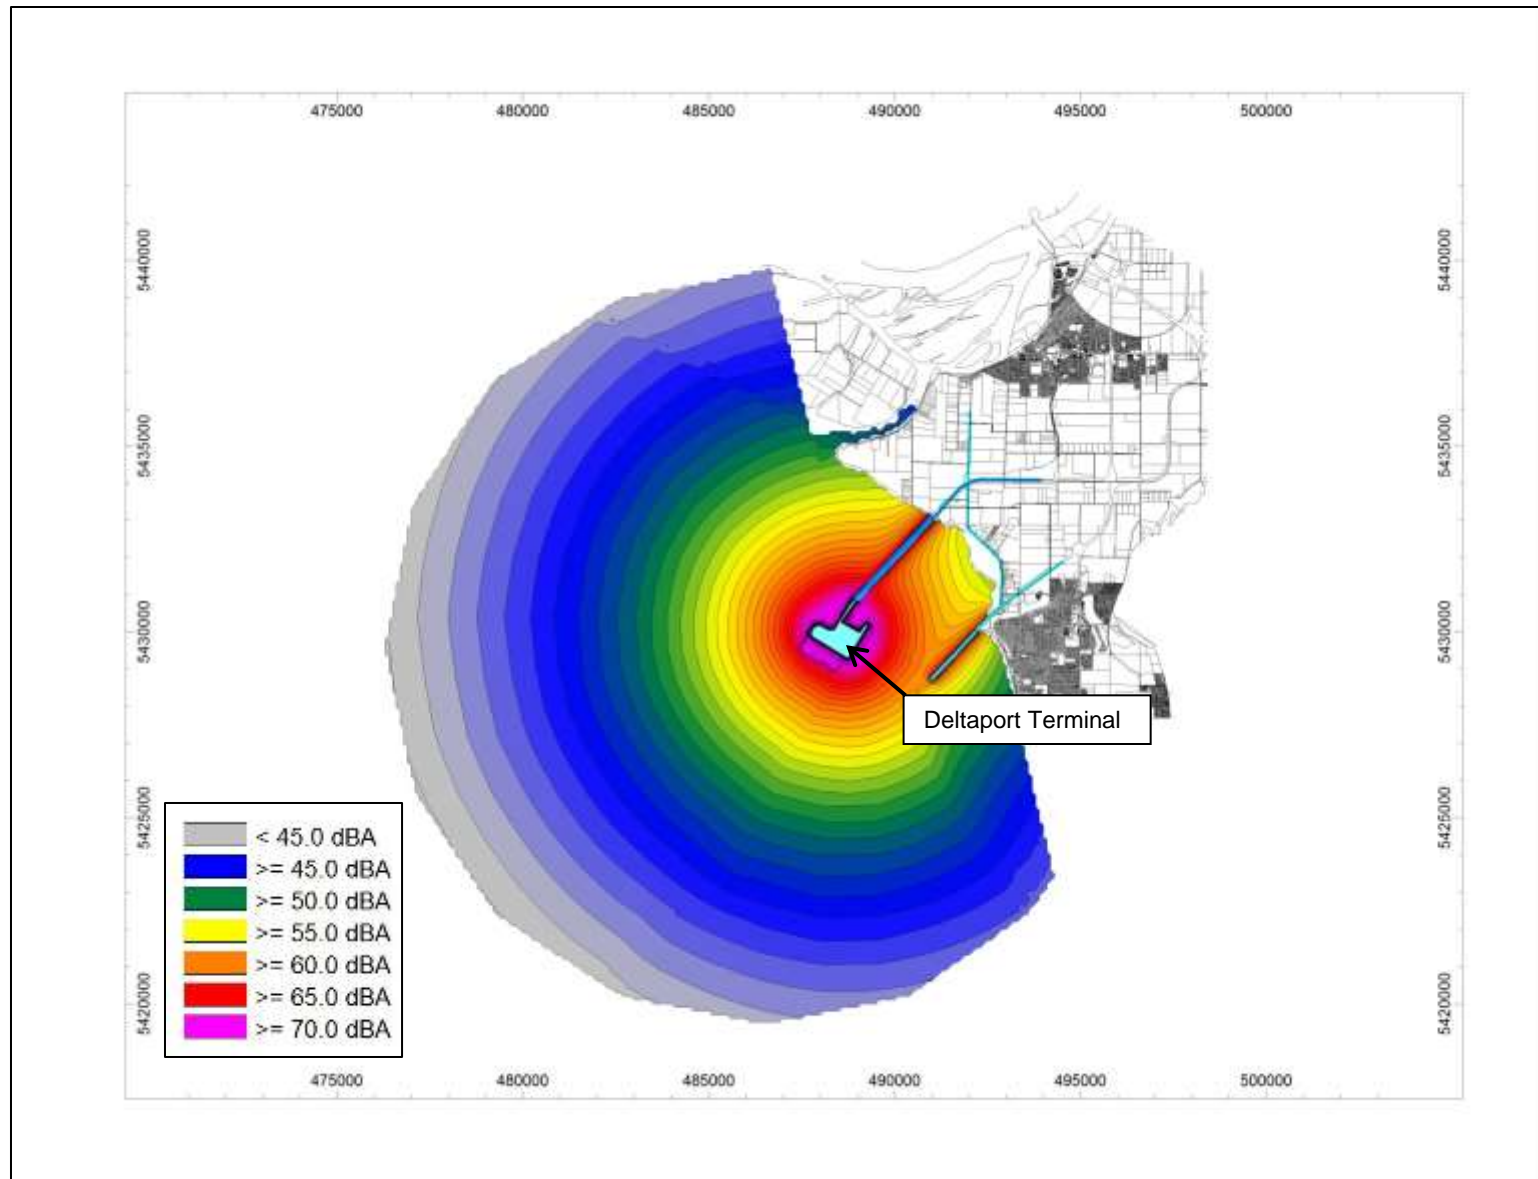 475000 480000 485000 490000 495000 500000
5440000 5440000
5435000 5435000
5430000 5430000
Deltaport Terminal
5425000 5425000
< 45.0 dBA
>= 45.0 dBA
>= 50.0 dBA
>= 55.0 dBA
>= 60.0 dBA
>= 65.0 dBA
>= 70.0 dBA
5420000 5420000
475000 480000 485000 490000 495000 500000